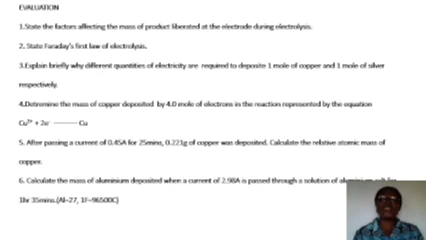 EVALUATION
1.State the factors affecting the mass of product liberated at the electrode during electrolysis.
2. State Faraday's first law of electrolysis.
3.Explain briefly why different quantities of electricity are required to deposit 1 mole of copper and 1 mole of silver
respectively.
4.Detremine the mass of copper deposited by 4.0 mole of electrons in the reaction represented by the equation
Cu²⁺ + 2e⁻ ——— Cu
5. After passing a current of 0.45A for 25mins, 0.221g of copper was deposited. Calculate the relative atomic mass of
copper.
6. Calculate the mass of aluminium deposited when a current of 2.98A is passed through a solution of
1hr 35mins.(Al=27, 1F=96500C)